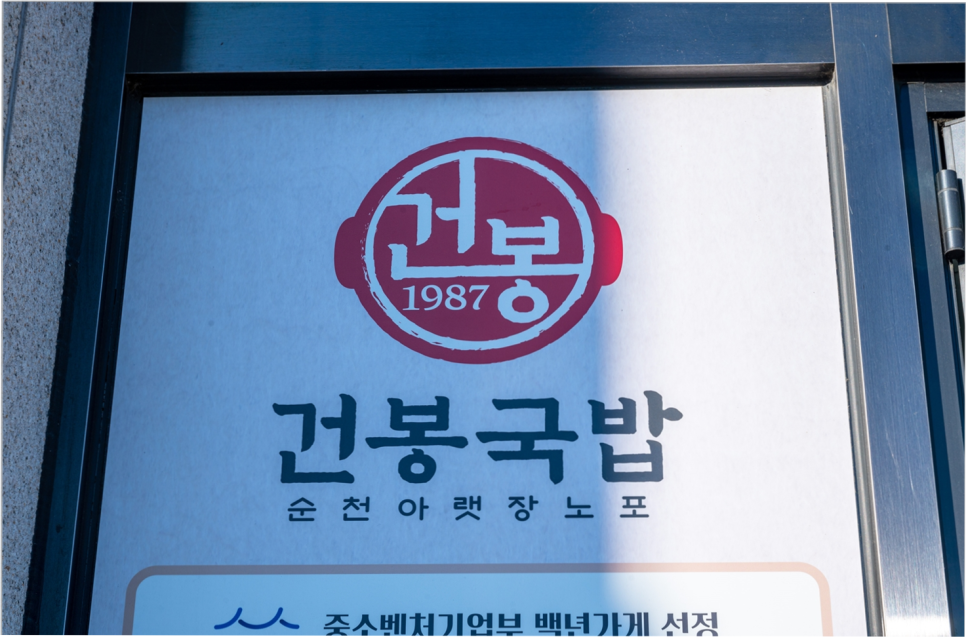 건봉
1987
건봉국밥
순천아랫장노포
중소벤처기업부 백년가게 선정